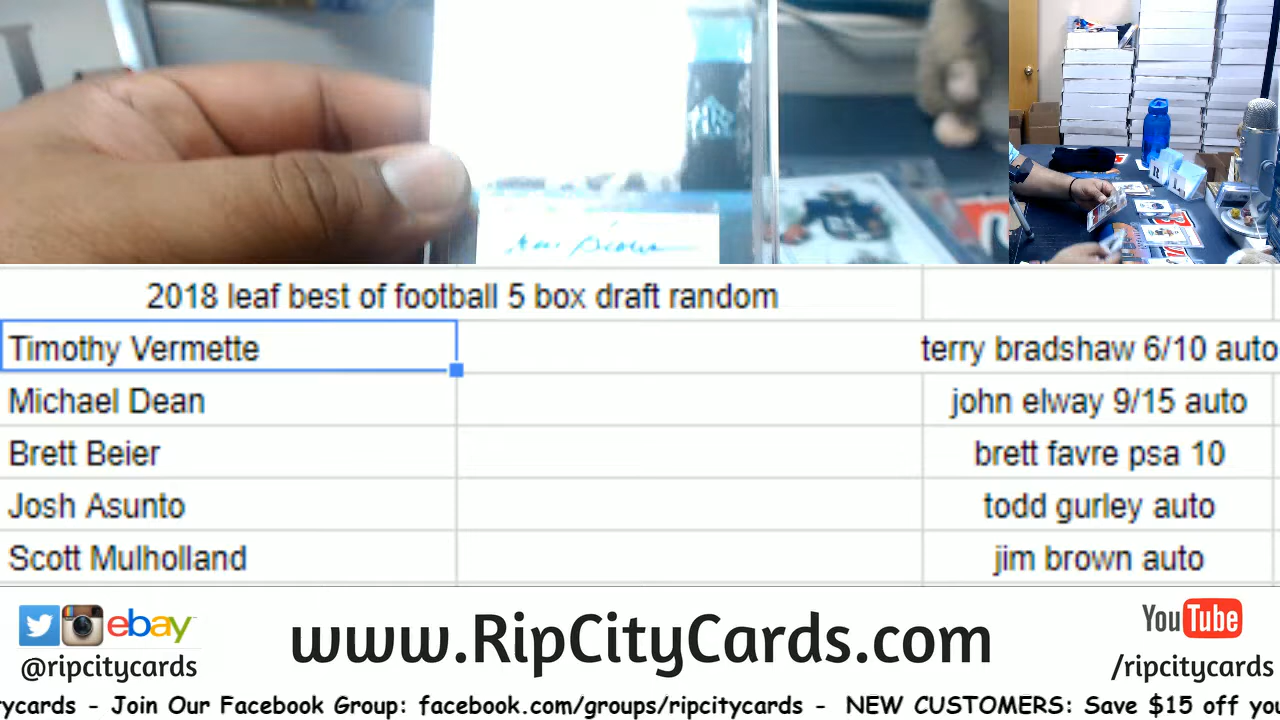 2018 leaf best of football 5 box draft random
Timothy Vermette
terry bradshaw 6/10 auto
Michael Dean
john elway 9/15 auto
Brett Beier
brett favre psa 10
Josh Asunto
todd gurley auto
Scott Mulholland
jim brown auto
ebay
@ripcitycards
www.RipCityCards.com
YouTube
/ripcitycards
ycards - Join Our Facebook Group: facebook.com/groups/ripcitycards - NEW CUSTOMERS: Save $15 off you